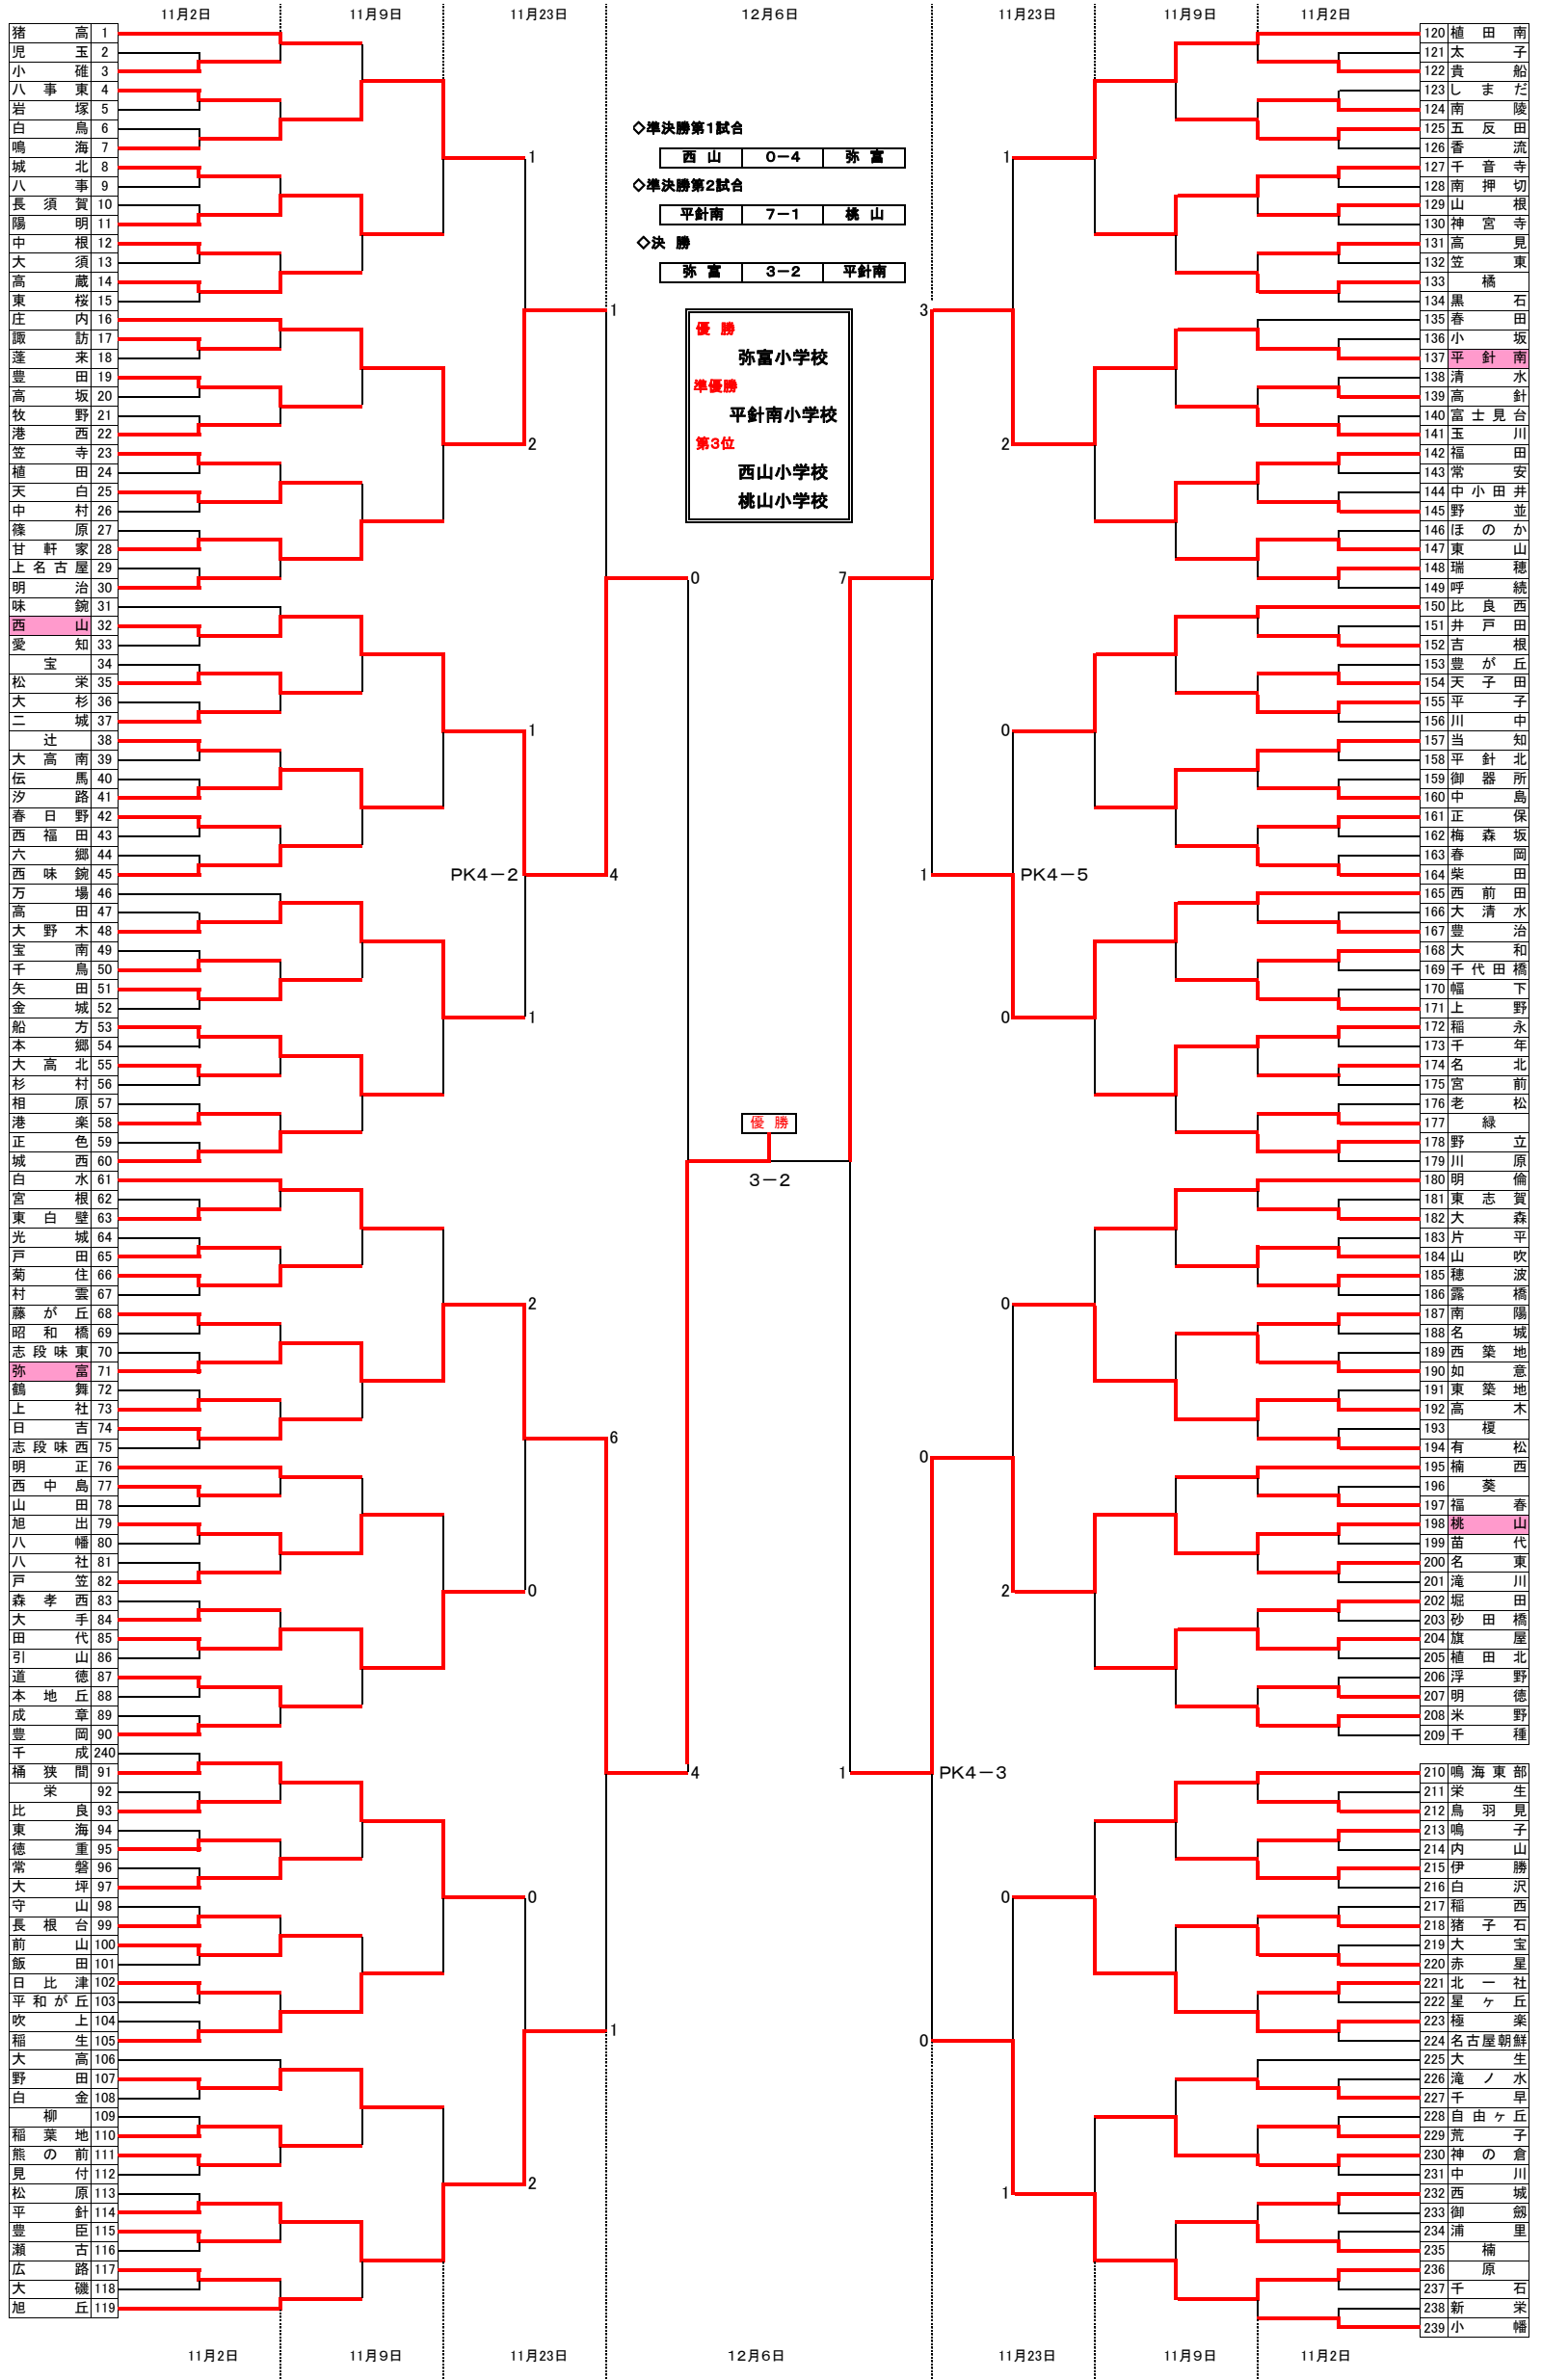 11月2日 11月9日 11月23日 12月6日 11月23日 11月9日 11月2日
猪高 1
児玉 2
小碓 3
八事東 4
岩塚 5
白鳥 6
鳴海 7
城北 8
八事 9
長須賀 10
陽明 11
中根 12
大須 13
高蔵 14
東桜 15
庄内 16
諏訪 17
蓬来 18
豊田 19
高坂 20
牧野 21
港西 22
笠寺 23
植田 24
天白 25
中村 26
篠原 27
甘軒家 28
上名古屋 29
明治 30
味鋺 31
西山 32
愛知 33
宝 34
松栄 35
大杉 36
二城 37
辻 38
大高南 39
伝馬 40
汐路 41
春日野 42
西福田 43
六郷 44
西味鋺 45
万場 46
高田 47
大野木 48
宝南 49
千鳥 50
矢田 51
金城 52
船方 53
本郷 54
大高北 55
杉村 56
相原 57
港楽 58
正色 59
城西 60
白水 61
宮根 62
東白壁 63
光城 64
戸田 65
菊住 66
村雲 67
藤が丘 68
昭和橋 69
志段味東 70
弥富 71
鶴舞 72
上社 73
日吉 74
志段味西 75
明正 76
西中島 77
山田 78
旭出 79
八幡 80
八社 81
戸笠 82
森孝西 83
大手 84
田代 85
引山 86
道徳 87
本地丘 88
成章 89
豊岡 90
千成 240
桶狭間 91
栄 92
比良 93
東海 94
徳重 95
常磐 96
大坪 97
守山 98
長根台 99
前山 100
飯田 101
日比津 102
平和が丘 103
吹上 104
稲生 105
大高 106
野田 107
白金 108
柳 109
稲葉地 110
熊の前 111
見付 112
松原 113
平針 114
豊臣 115
瀬古 116
広路 117
大磯 118
旭丘 119
1
2
1
1
PK4－2
4
1
2
6
0
0
1
2
0
4
◇準決勝第1試合
西山 0－4 弥富
◇準決勝第2試合
平針南 7－1 桃山
◇決勝
弥富 3－2 平針南
優勝
弥富小学校
準優勝
平針南小学校
第3位
西山小学校
桃山小学校
優勝
3－2
7
1
3
1
2
0
1
PK4－5
0
0
0
2
PK4－3
0
0
1
120 植田南
121 太子
122 貴船
123 しまだ
124 南陵
125 五反田
126 香流
127 千音寺
128 南押切
129 山根
130 神宮寺
131 高見
132 笠東
133 橘
134 黒石
135 春田
136 小坂
137 平針南
138 清水
139 高針
140 富士見台
141 玉川
142 福田
143 常安
144 中小田井
145 野並
146 ほのか
147 東山
148 瑞穂
149 呼続
150 比良西
151 井戸田
152 吉根
153 豊が丘
154 天子田
155 平子
156 川中
157 当知
158 平針北
159 御器所
160 中島
161 正保
162 梅森坂
163 春岡
164 柴田
165 西前田
166 大清水
167 豊治
168 大和
169 千代田橋
170 幅下
171 上野
172 稲永
173 千年
174 名北
175 宮前
176 老松
177 緑
178 野立
179 川原
180 明倫
181 東志賀
182 大森
183 片平
184 山吹
185 穂波
186 露橋
187 南陽
188 名城
189 西築地
190 如意
191 東築地
192 高木
193 榎
194 有松
195 楠西
196 葵
197 福春
198 桃山
199 苗代
200 名東
201 滝川
202 堀田
203 砂田橋
204 旗屋
205 植田北
206 浮野
207 明徳
208 米野
209 千種
210 鳴海東部
211 栄生
212 鳥羽見
213 鳴子
214 内山
215 伊勝
216 白沢
217 稲西
218 猪子石
219 大宝
220 赤星
221 北一社
222 星ヶ丘
223 極楽
224 名古屋朝鮮
225 大生
226 滝ノ水
227 千早
228 自由ヶ丘
229 荒子
230 神の倉
231 中川
232 西城
233 御劔
234 浦里
235 楠
236 原
237 千石
238 新栄
239 小幡
11月2日 11月9日 11月23日 12月6日 11月23日 11月9日 11月2日